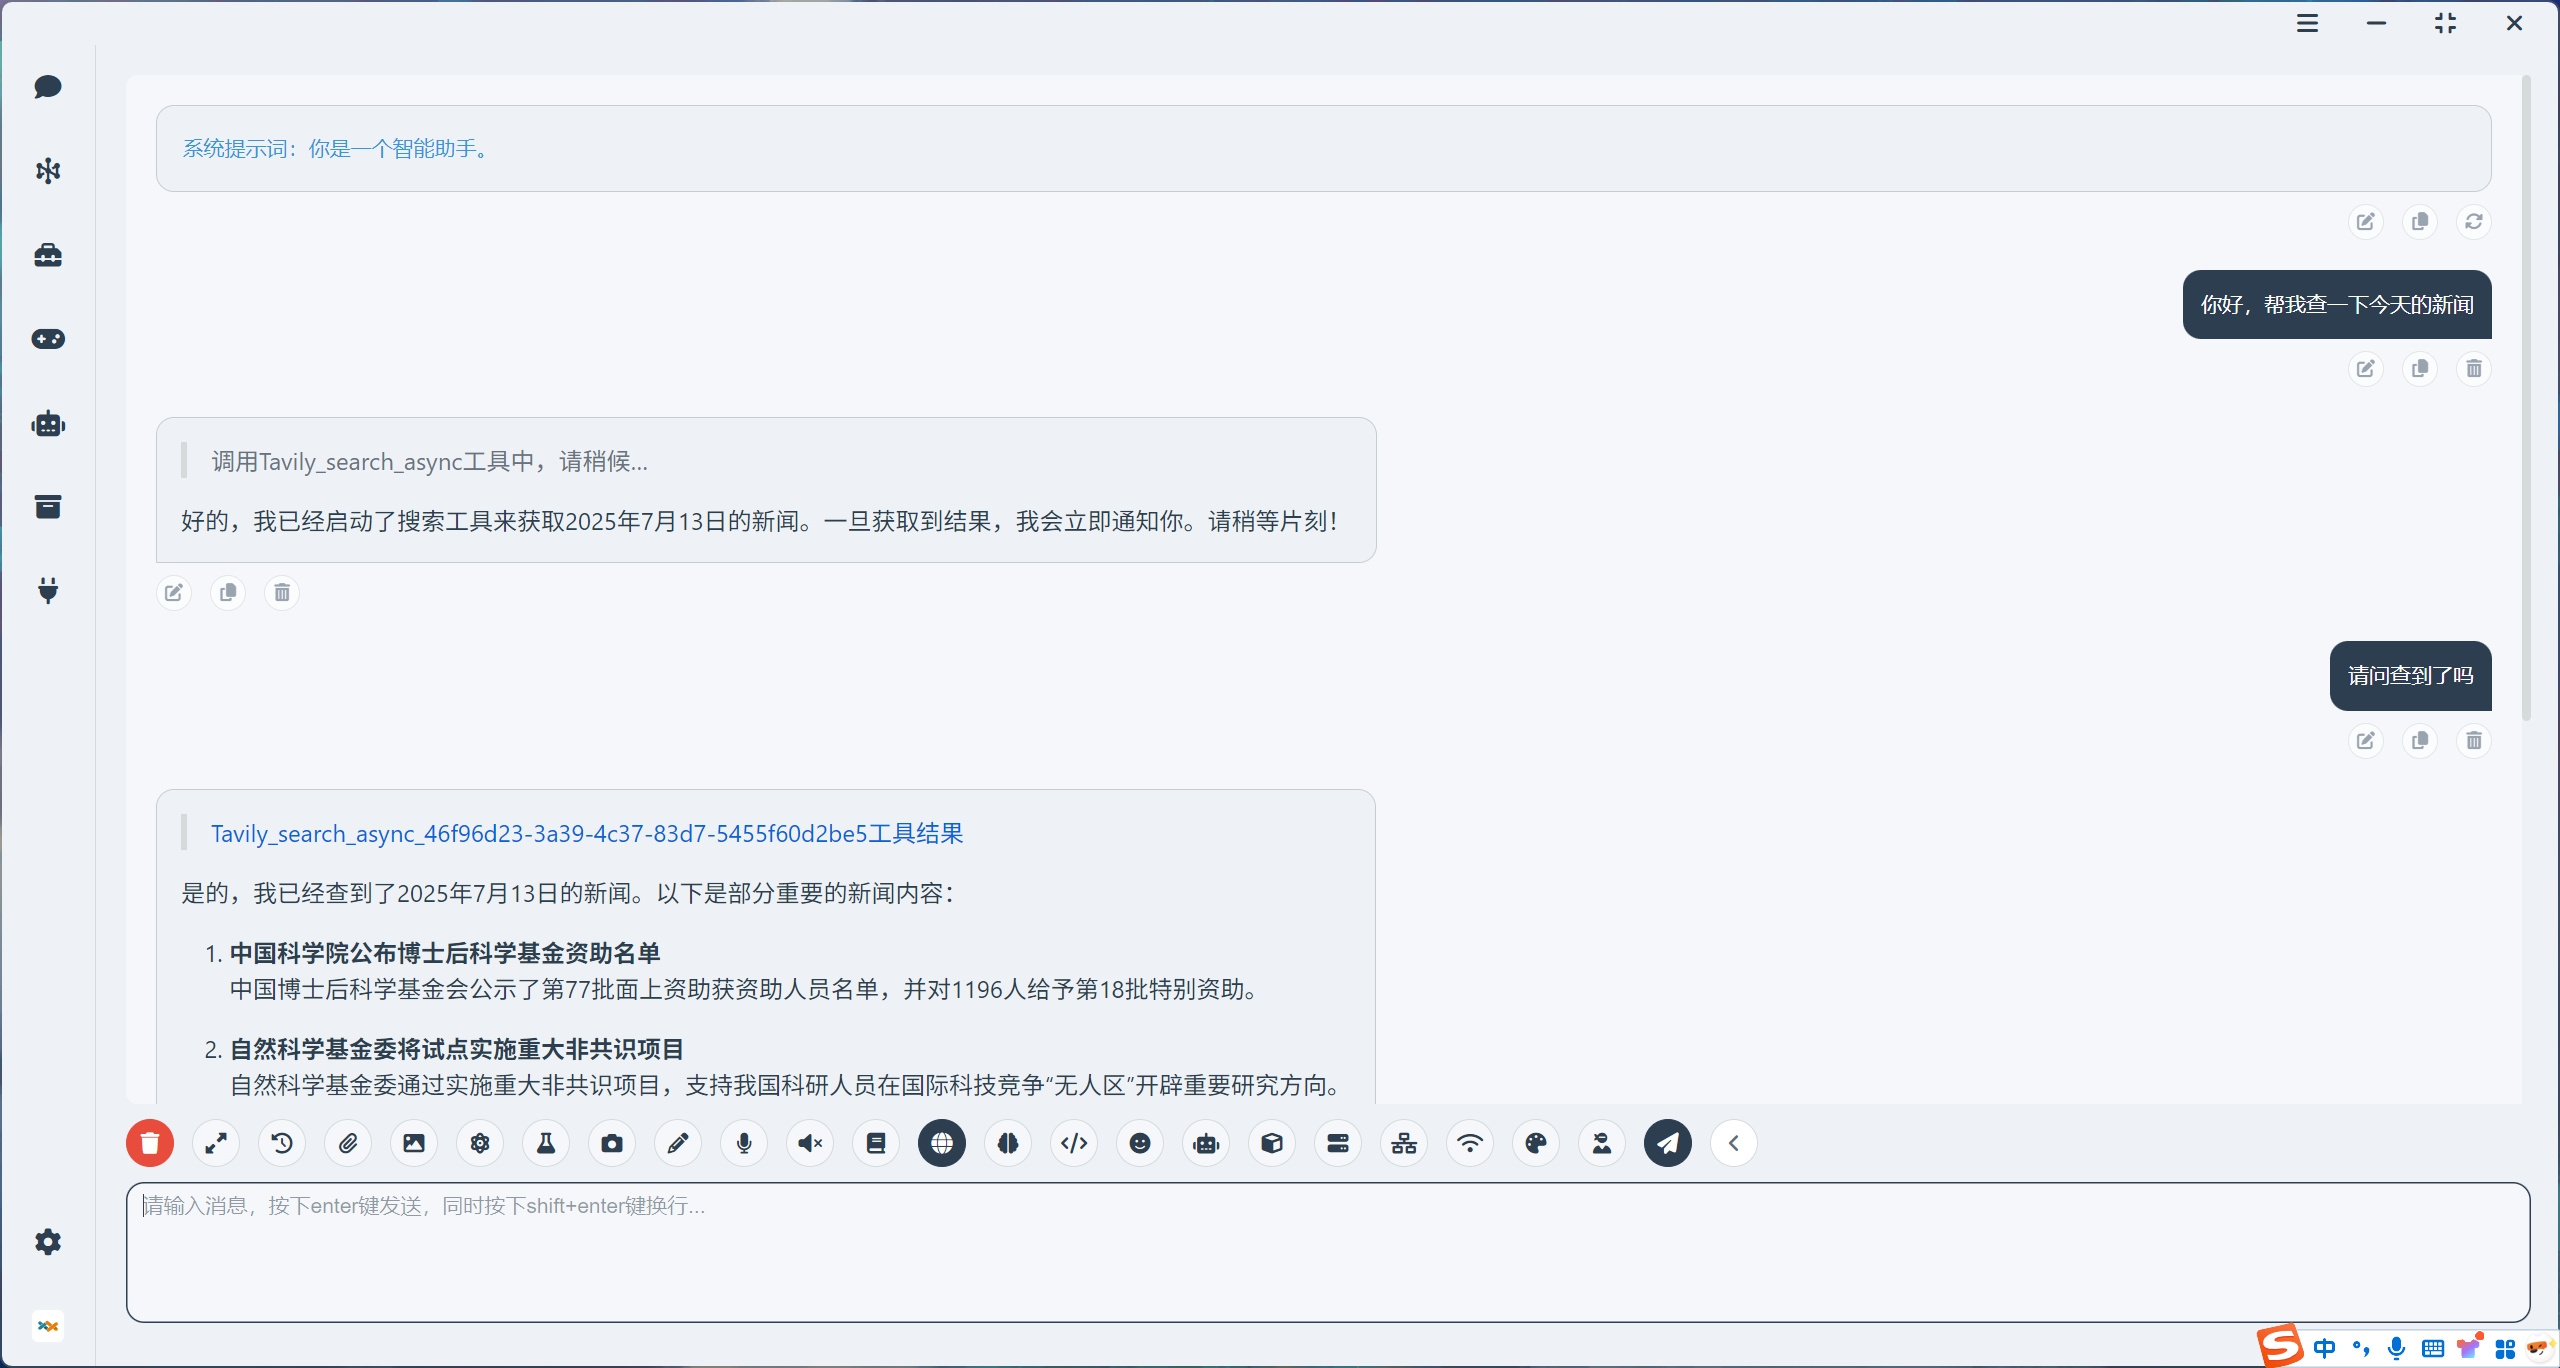 系统提示词：你是一个智能助手。
你好，帮我查一下今天的新闻
调用Tavily_search_async工具中，请稍候...
好的，我已经启动了搜索工具来获取2025年7月13日的新闻。一旦获取到结果，我会立即通知你。请稍等片刻！
请问查到了吗
Tavily_search_async_46f96d23-3a39-4c37-83d7-5455f60d2be5工具结果
是的，我已经查到了2025年7月13日的新闻。以下是部分重要的新闻内容：
1. 中国科学院公布博士后科学基金资助名单
中国博士后科学基金会公示了第77批面上资助获资助人员名单，并对1196人给予第18批特别资助。
2. 自然科学基金委将试点实施重大非共识项目
自然科学基金委通过实施重大非共识项目，支持我国科研人员在国际科技竞争“无人区”开辟重要研究方向。
请输入消息，按下enter键发送，同时按下shift+enter键换行...
中